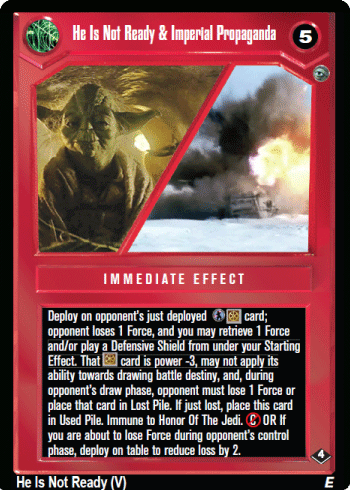 He Is Not Ready & Imperial Propaganda
5
IMMEDIATE EFFECT
Deploy on opponent's just deployed card;
opponent loses 1 Force, and you may retrieve 1 Force
and/or play a Defensive Shield from under your Starting
Effect. That card is power -3, may not apply its
ability towards drawing battle destiny, and, during
opponent's draw phase, opponent must lose 1 Force or
place that card in Lost Pile. If just lost, place this card
in Used Pile. Immune to Honor Of The Jedi. C OR If
you are about to lose Force during opponent's control
phase, deploy on table to reduce loss by 2.
4
He Is Not Ready (V)
E